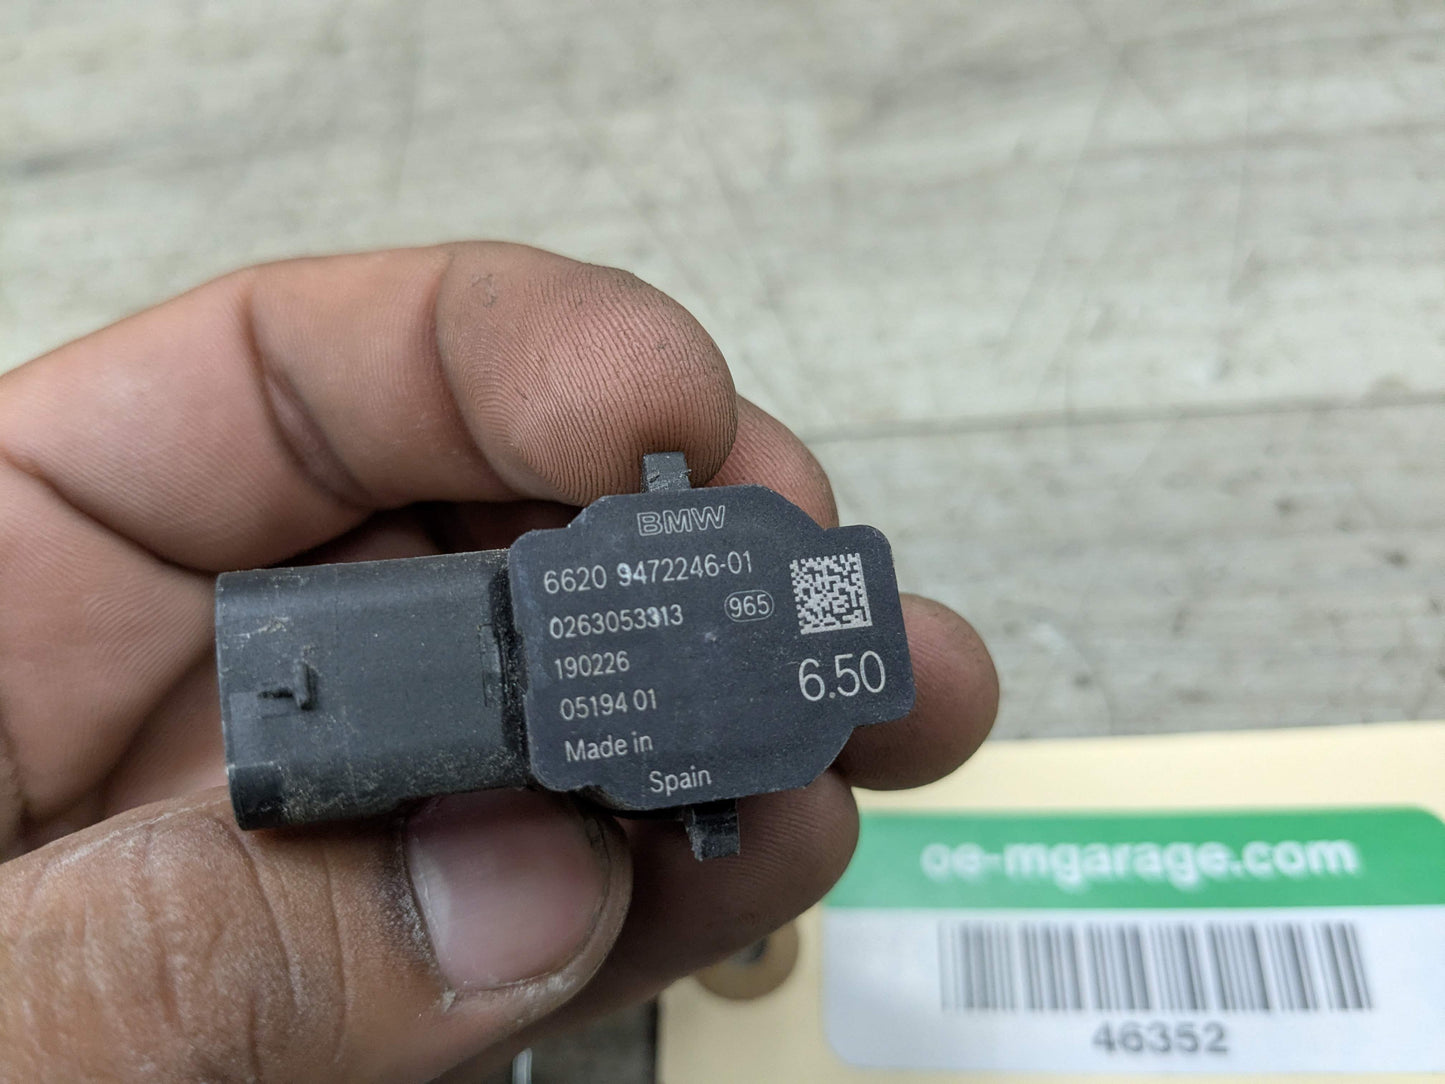 BMW
6620 9472246-01
0263053313 965
190226
05194 01 6.50
Made in
Spain
oe-mgarage.com
46352